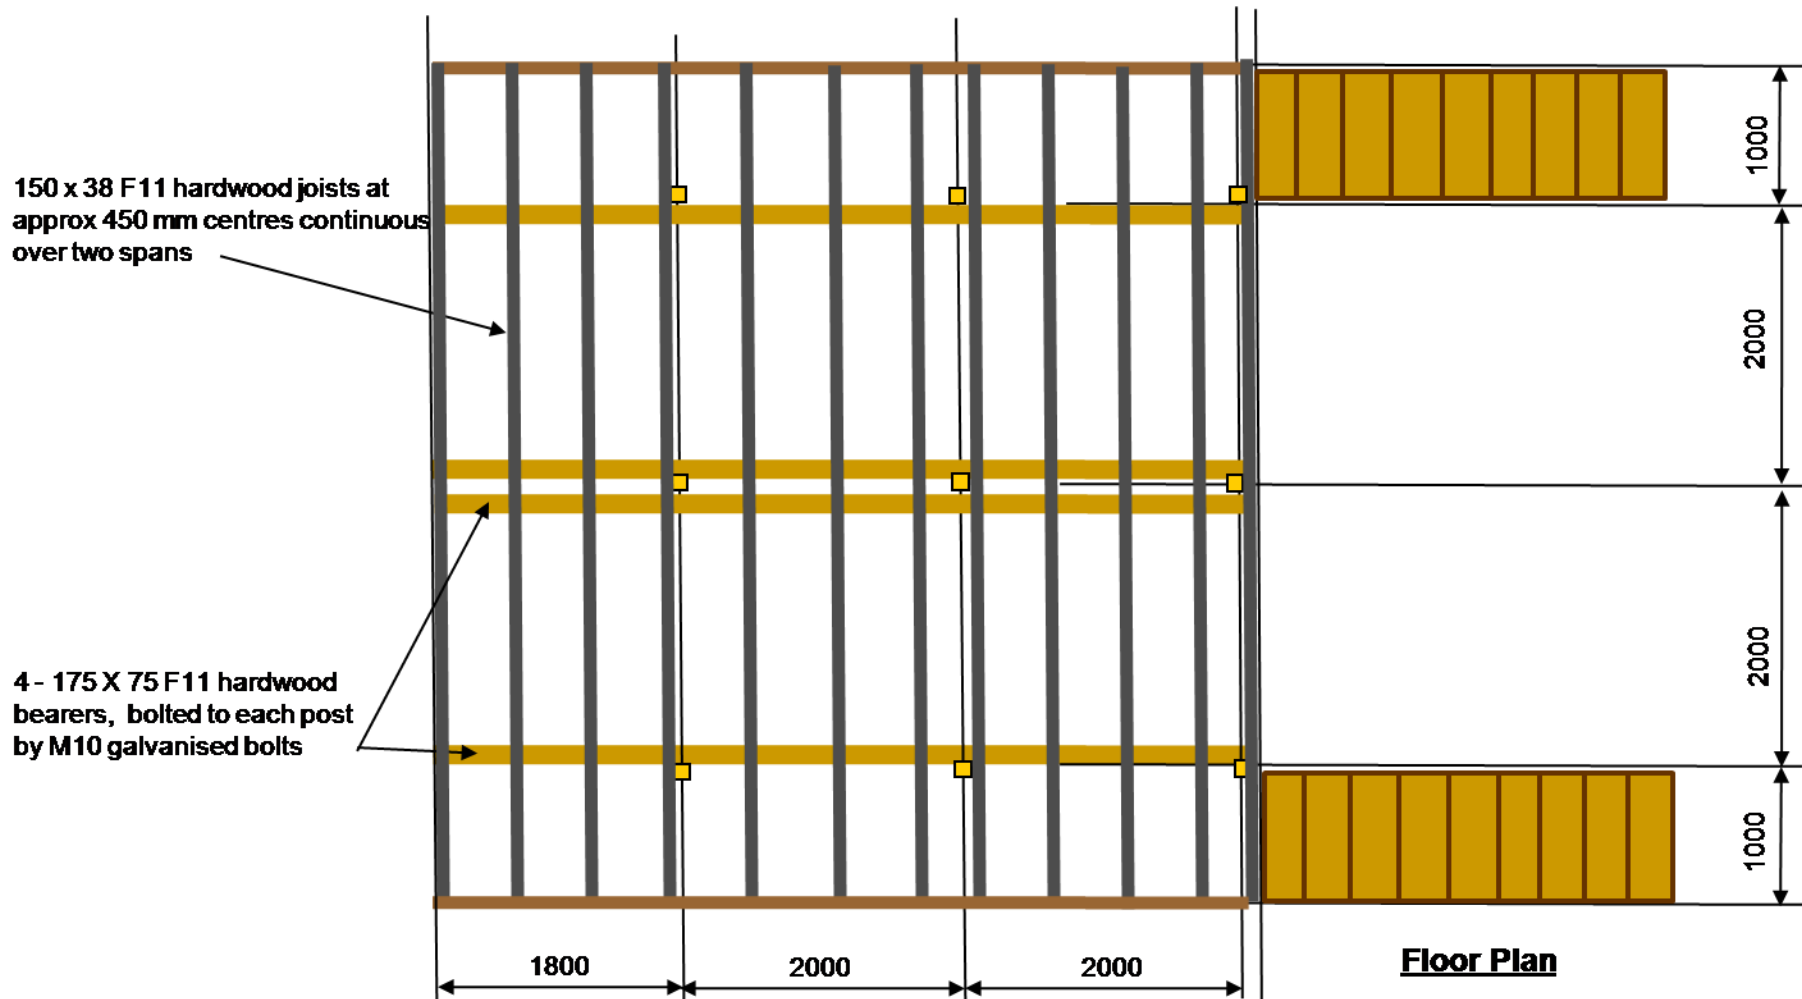 150 x 38 F11 hardwood joists at
approx 450 mm centres continuous
over two spans
4 - 175 X 75 F11 hardwood
bearers, bolted to each post
by M10 galvanised bolts
1000
2000
2000
1000
1800
2000
2000
Floor Plan